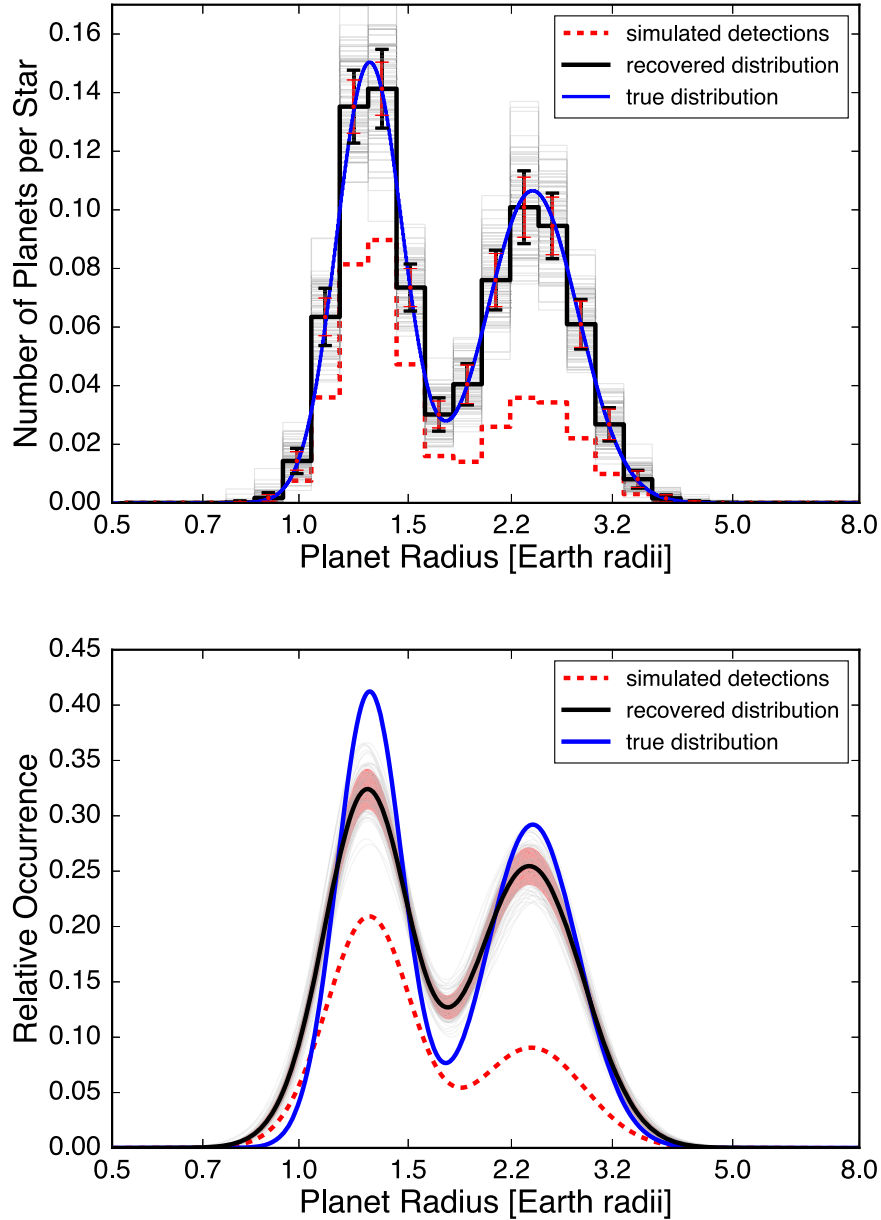 0.16
0.14
0.12
0.10
0.08
0.06
0.04
0.02
0.00
Number of Planets per Star
simulated detections
recovered distribution
true distribution
0.5 0.7 1.0 1.5 2.2 3.2 5.0 8.0
Planet Radius [Earth radii]
0.45
0.40
0.35
0.30
0.25
0.20
0.15
0.10
0.05
0.00
Relative Occurrence
simulated detections
recovered distribution
true distribution
0.5 0.7 1.0 1.5 2.2 3.2 5.0 8.0
Planet Radius [Earth radii]